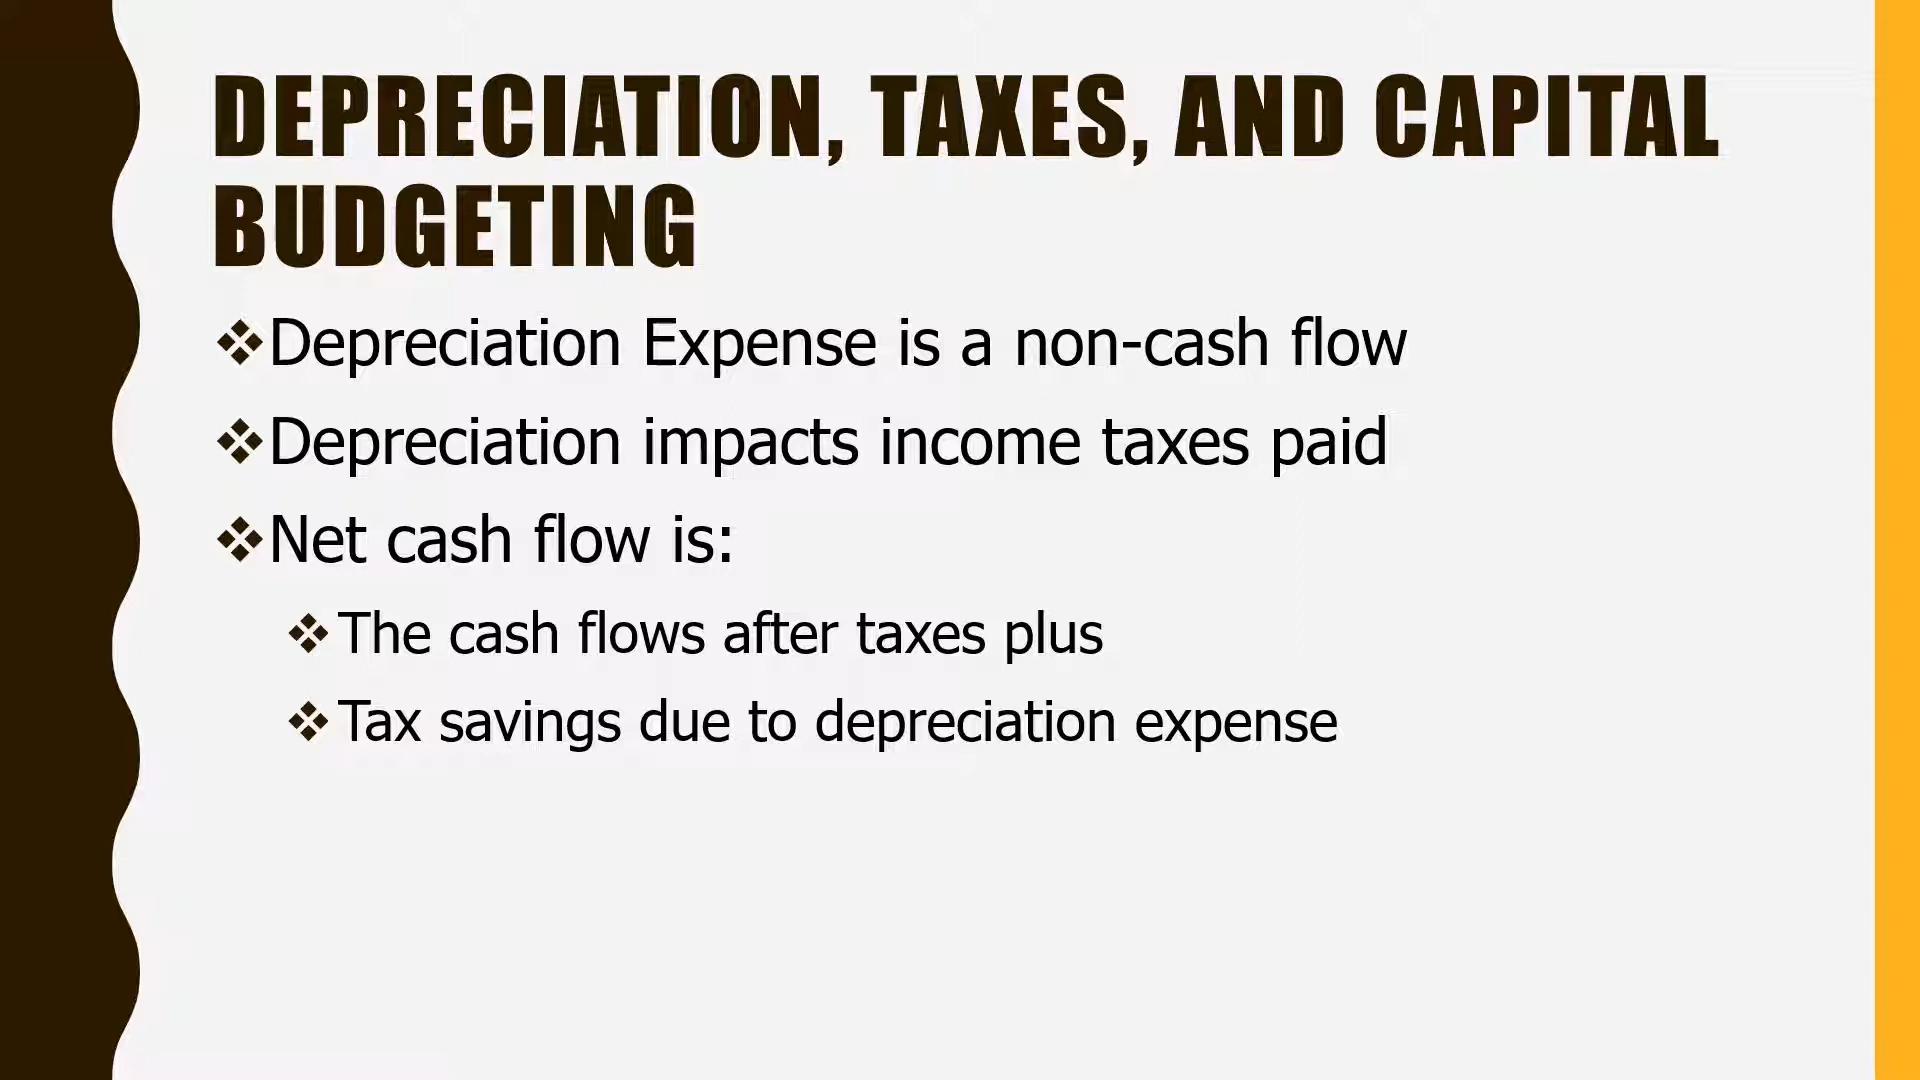 DEPRECIATION, TAXES, AND CAPITAL
BUDGETING
❖Depreciation Expense is a non-cash flow
❖Depreciation impacts income taxes paid
❖Net cash flow is:
❖The cash flows after taxes plus
❖Tax savings due to depreciation expense